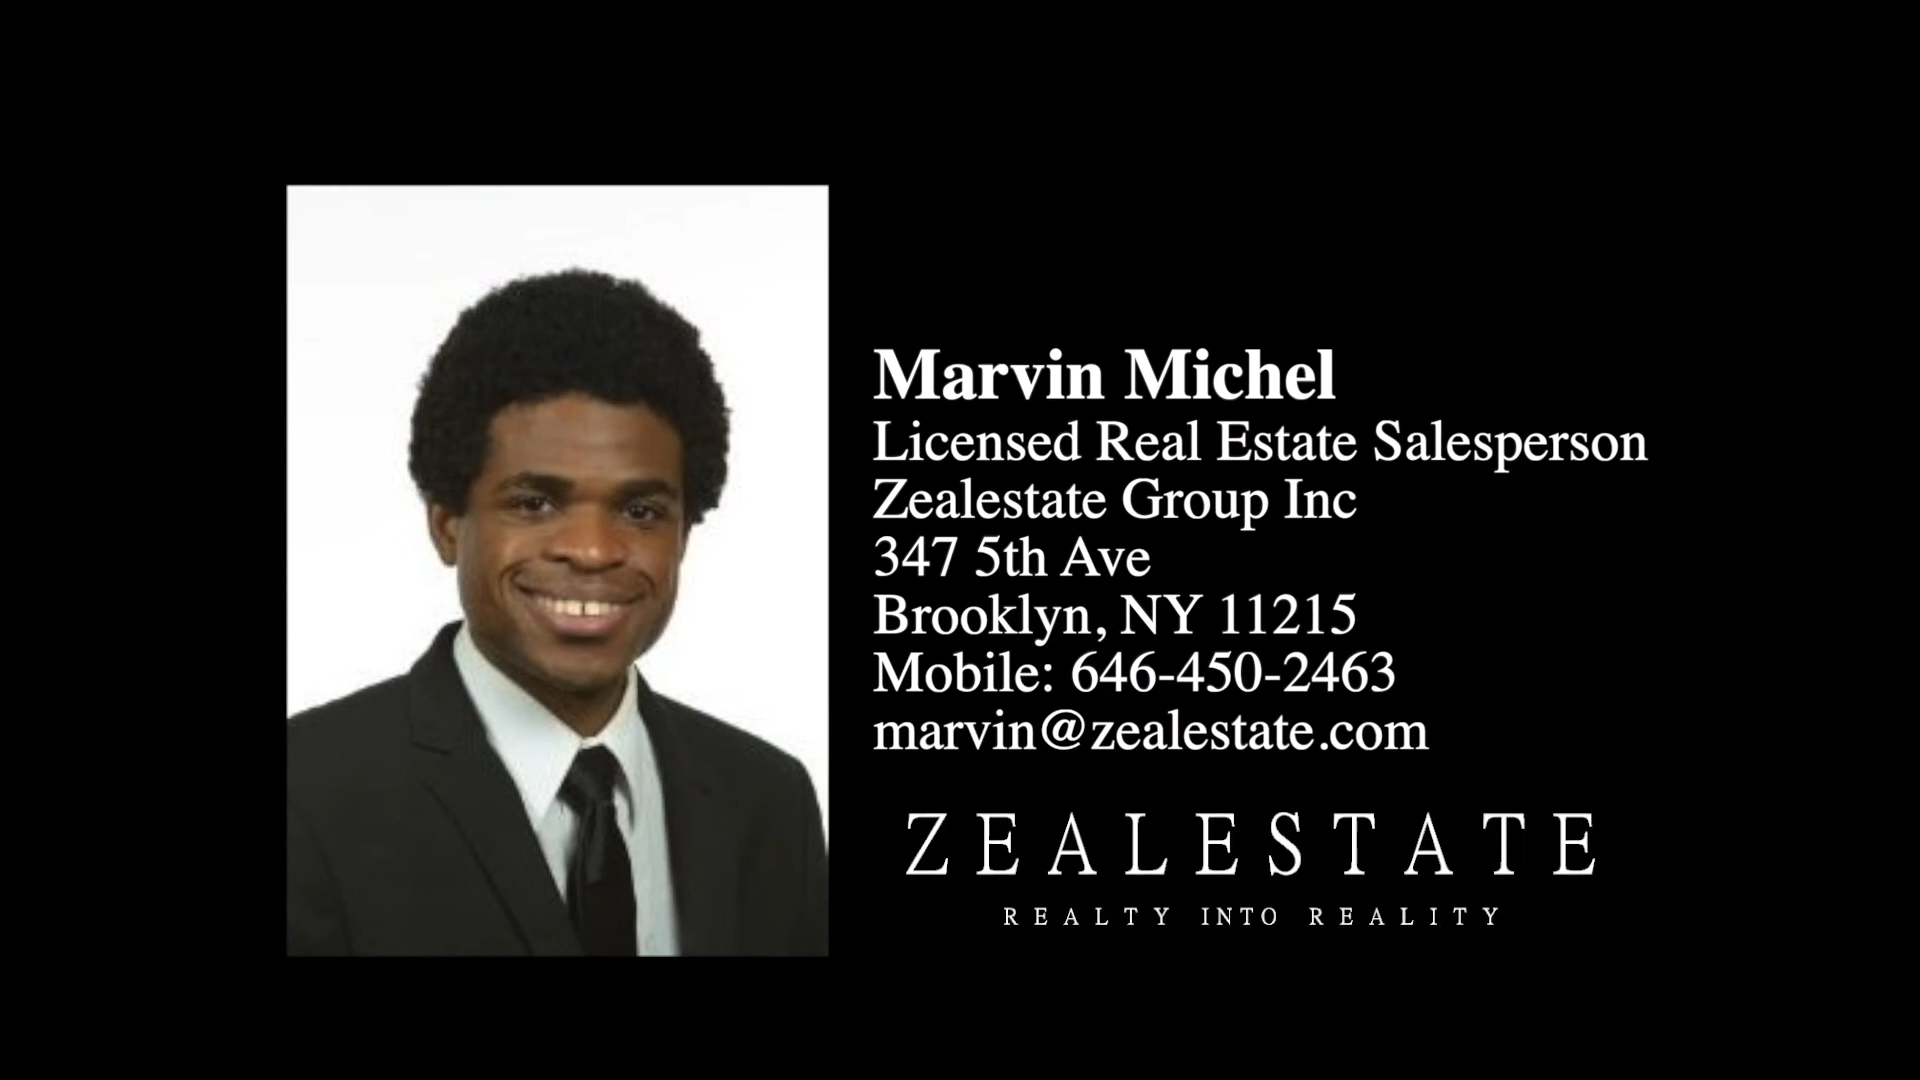 Marvin Michel
Licensed Real Estate Salesperson
Zealestate Group Inc
347 5th Ave
Brooklyn, NY 11215
Mobile: 646-450-2463
marvin@zealestate.com
ZEALESTATE
REALTY INTO REALITY